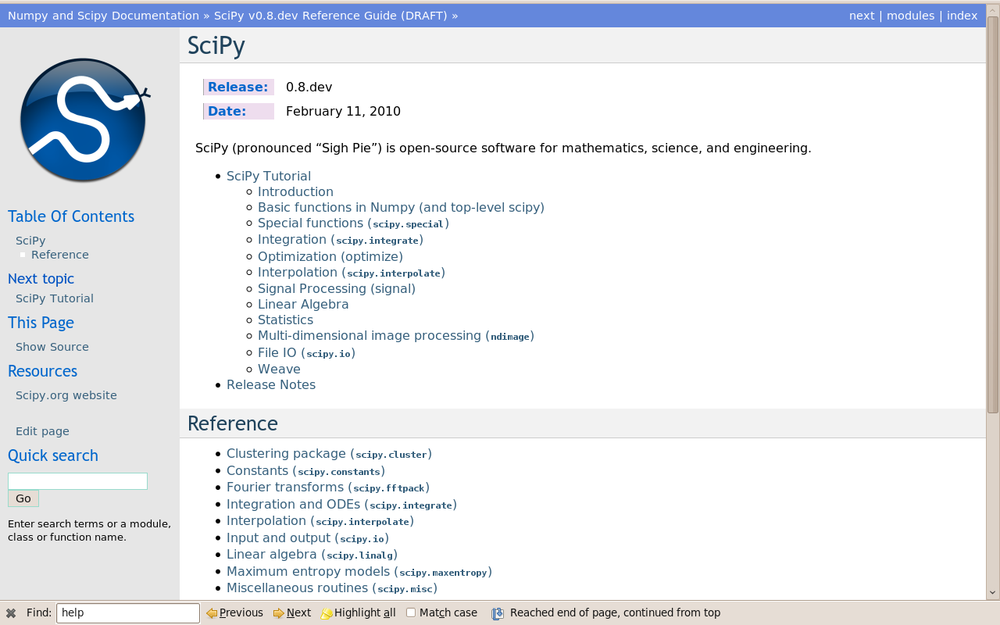 Numpy and Scipy Documentation » SciPy v0.8.dev Reference Guide (DRAFT) »
next | modules | index
Table Of Contents
SciPy
Reference
Next topic
SciPy Tutorial
This Page
Show Source
Resources
Scipy.org website
Edit page
Quick search
Go
Enter search terms or a module,
class or function name.
SciPy
Release: 0.8.dev
Date: February 11, 2010
SciPy (pronounced “Sigh Pie”) is open-source software for mathematics, science, and engineering.
SciPy Tutorial
Introduction
Basic functions in Numpy (and top-level scipy)
Special functions (scipy.special)
Integration (scipy.integrate)
Optimization (optimize)
Interpolation (scipy.interpolate)
Signal Processing (signal)
Linear Algebra
Statistics
Multi-dimensional image processing (ndimage)
File IO (scipy.io)
Weave
Release Notes
Reference
Clustering package (scipy.cluster)
Constants (scipy.constants)
Fourier transforms (scipy.fftpack)
Integration and ODEs (scipy.integrate)
Interpolation (scipy.interpolate)
Input and output (scipy.io)
Linear algebra (scipy.linalg)
Maximum entropy models (scipy.maxentropy)
Miscellaneous routines (scipy.misc)
Find: help Previous Next Highlight all Match case Reached end of page, continued from top